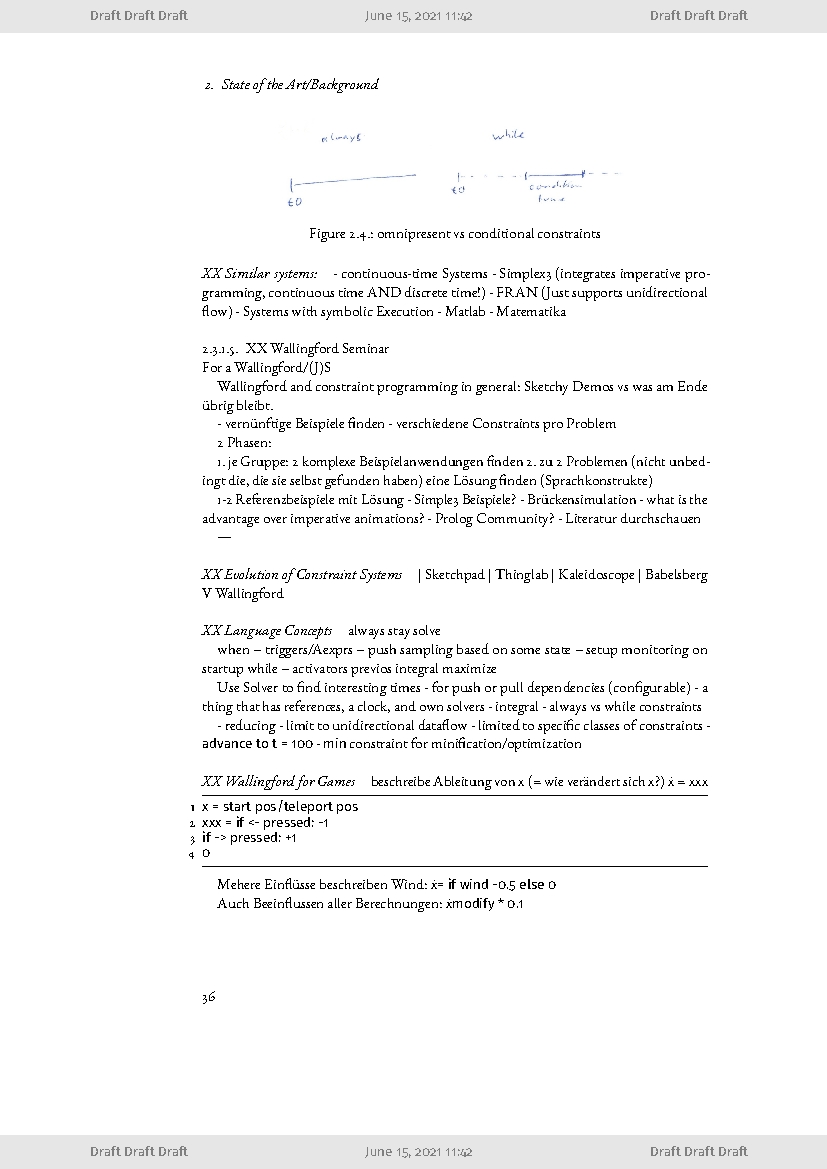 Draft Draft Draft June 15, 2021 11:42 Draft Draft Draft
2. State of the Art/Background
always while
t0 t0 condition
true
Figure 2.4.: omnipresent vs conditional constraints
XX Similar systems: - continuous-time Systems - Simplex3 (integrates imperative pro-
gramming, continuous time AND discrete time!) - FRAN (Just supports unidirectional
flow) - Systems with symbolic Execution - Matlab - Matematika
2.3.1.5. XX Wallingford Seminar
For a Wallingford/(J)S
Wallingford and constraint programming in general: Sketchy Demos vs was am Ende
übrig bleibt.
- vernünftige Beispiele finden - verschiedene Constraints pro Problem
2 Phasen:
1. je Gruppe: 2 komplexe Beispielanwendungen finden 2. zu 2 Problemen (nicht unbed-
ingt die, die sie selbst gefunden haben) eine Lösung finden (Sprachkonstrukte)
1-2 Referenzbeispiele mit Lösung - Simple3 Beispiele? - Brückensimulation - what is the
advantage over imperative animations? - Prolog Community? - Literatur durchschauen
—
XX Evolution of Constraint Systems | Sketchpad | Thinglab | Kaleidoscope | Babelsberg
V Wallingford
XX Language Concepts always stay solve
when – triggers/Aexprs – push sampling based on some state – setup monitoring on
startup while – activators previos integral maximize
Use Solver to find interesting times - for push or pull dependencies (configurable) - a
thing that has references, a clock, and own solvers - integral - always vs while constraints
- reducing - limit to unidirectional dataflow - limited to specific classes of constraints -
advance to t = 100 - min constraint for minification/optimization
XX Wallingford for Games beschreibe Ableitung von x (= wie verändert sich x?) ẋ = xxx
1 x = start pos/teleport pos
2 xxx = if <- pressed: -1
3 if -> pressed: +1
4 0
Mehere Einflüsse beschreiben Wind: ẋ= if wind -0.5 else 0
Auch Beeinflussen aller Berechnungen: ẋmodify * 0.1
36
Draft Draft Draft June 15, 2021 11:42 Draft Draft Draft